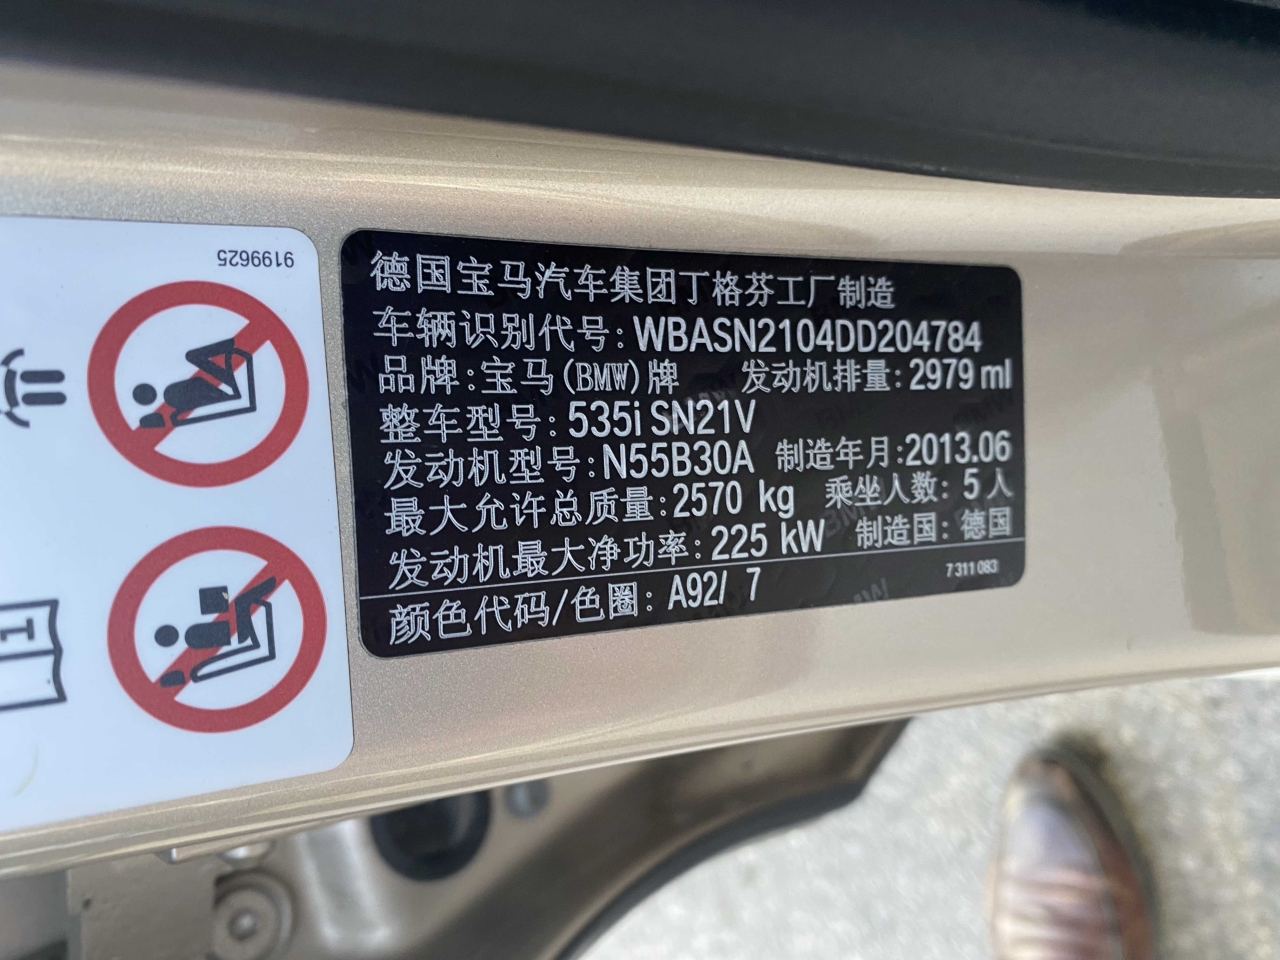 9199625
德国宝马汽车集团丁格芬工厂制造
车辆识别代号: WBASN2104DD204784
品牌:宝马(BMW)牌 发动机排量: 2979 ml
整车型号: 535i SN21V
发动机型号: N55B30A 制造年月: 2013.06
最大允许总质量: 2570 kg 乘坐人数: 5人
发动机最大净功率: 225 kW 制造国: 德国
颜色代码/色圈: A92/ 7 7 311 083